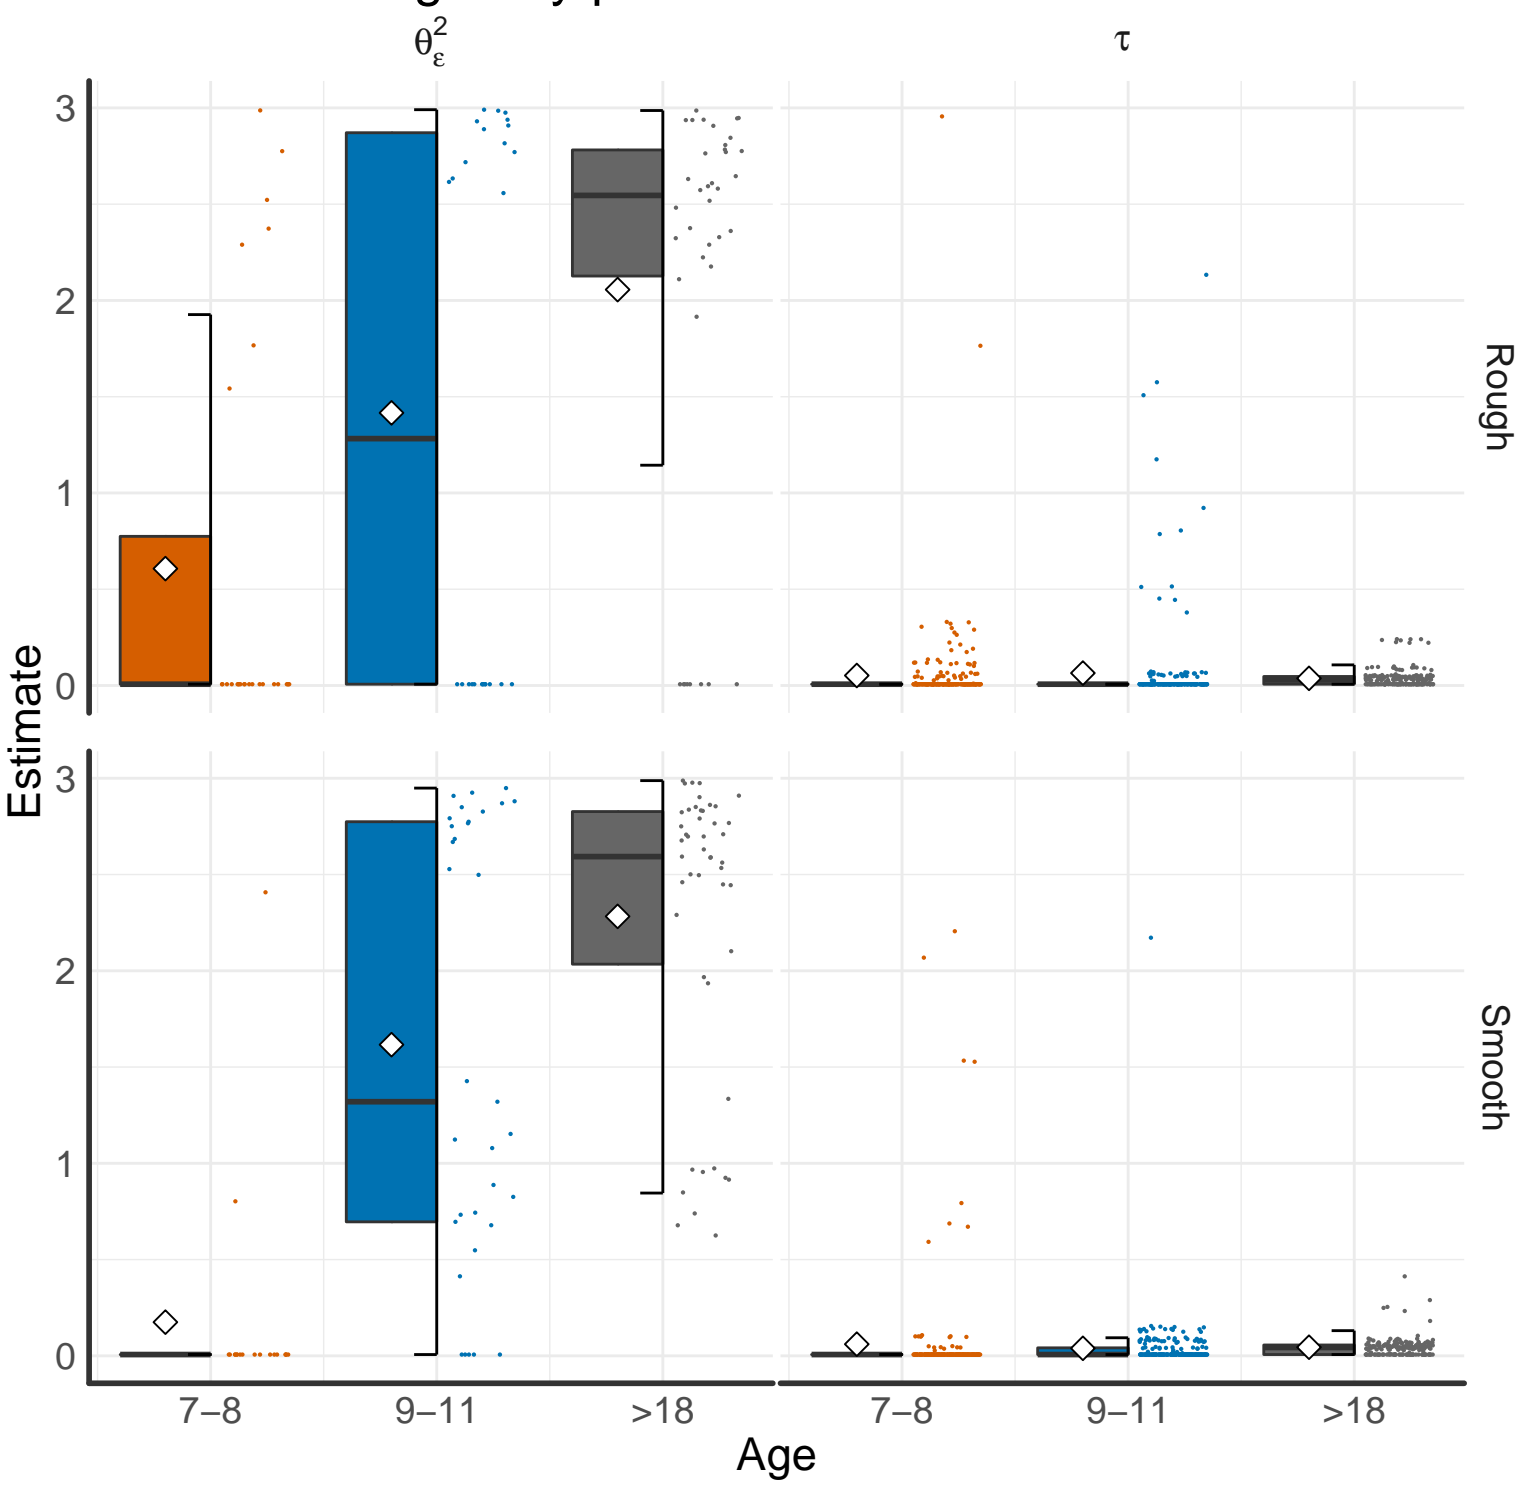 θ²ε τ
3
2
1
0
Rough
Estimate
3
2
1
0
Smooth
7–8 9–11 >18 7–8 9–11 >18
Age